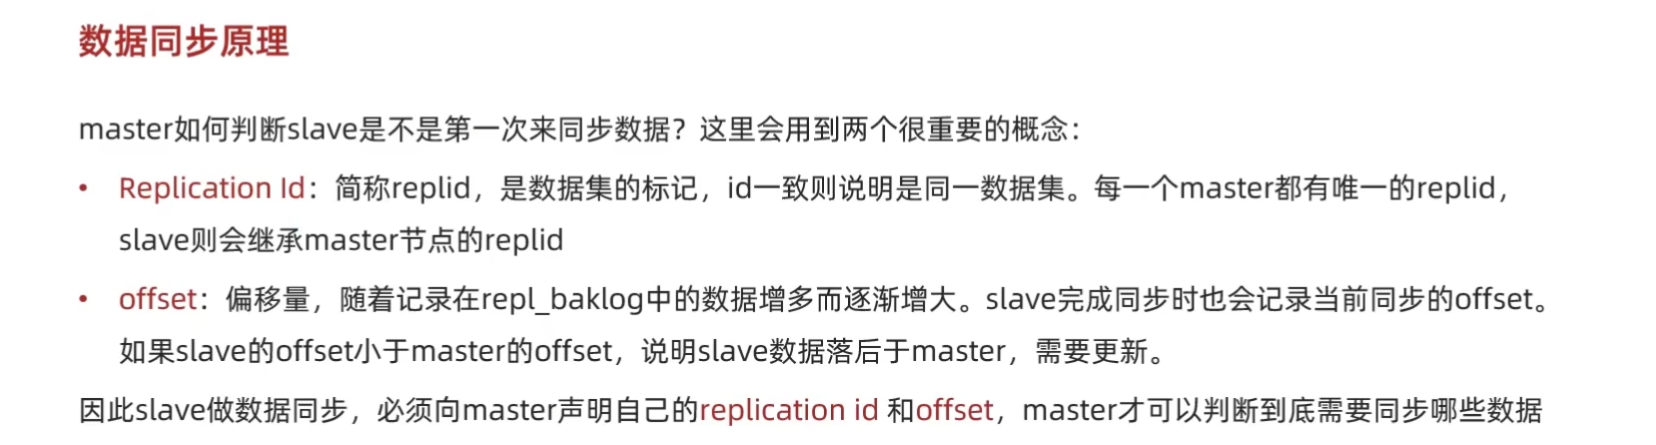 数据同步原理
master如何判断slave是不是第一次来同步数据？这里会用到两个很重要的概念：
• Replication Id：简称replid，是数据集的标记，id一致则说明是同一数据集。每一个master都有唯一的replid，
slave则会继承master节点的replid
• offset：偏移量，随着记录在repl_baklog中的数据增多而逐渐增大。slave完成同步时也会记录当前同步的offset。
如果slave的offset小于master的offset，说明slave数据落后于master，需要更新。
因此slave做数据同步，必须向master声明自己的replication id 和offset，master才可以判断到底需要同步哪些数据